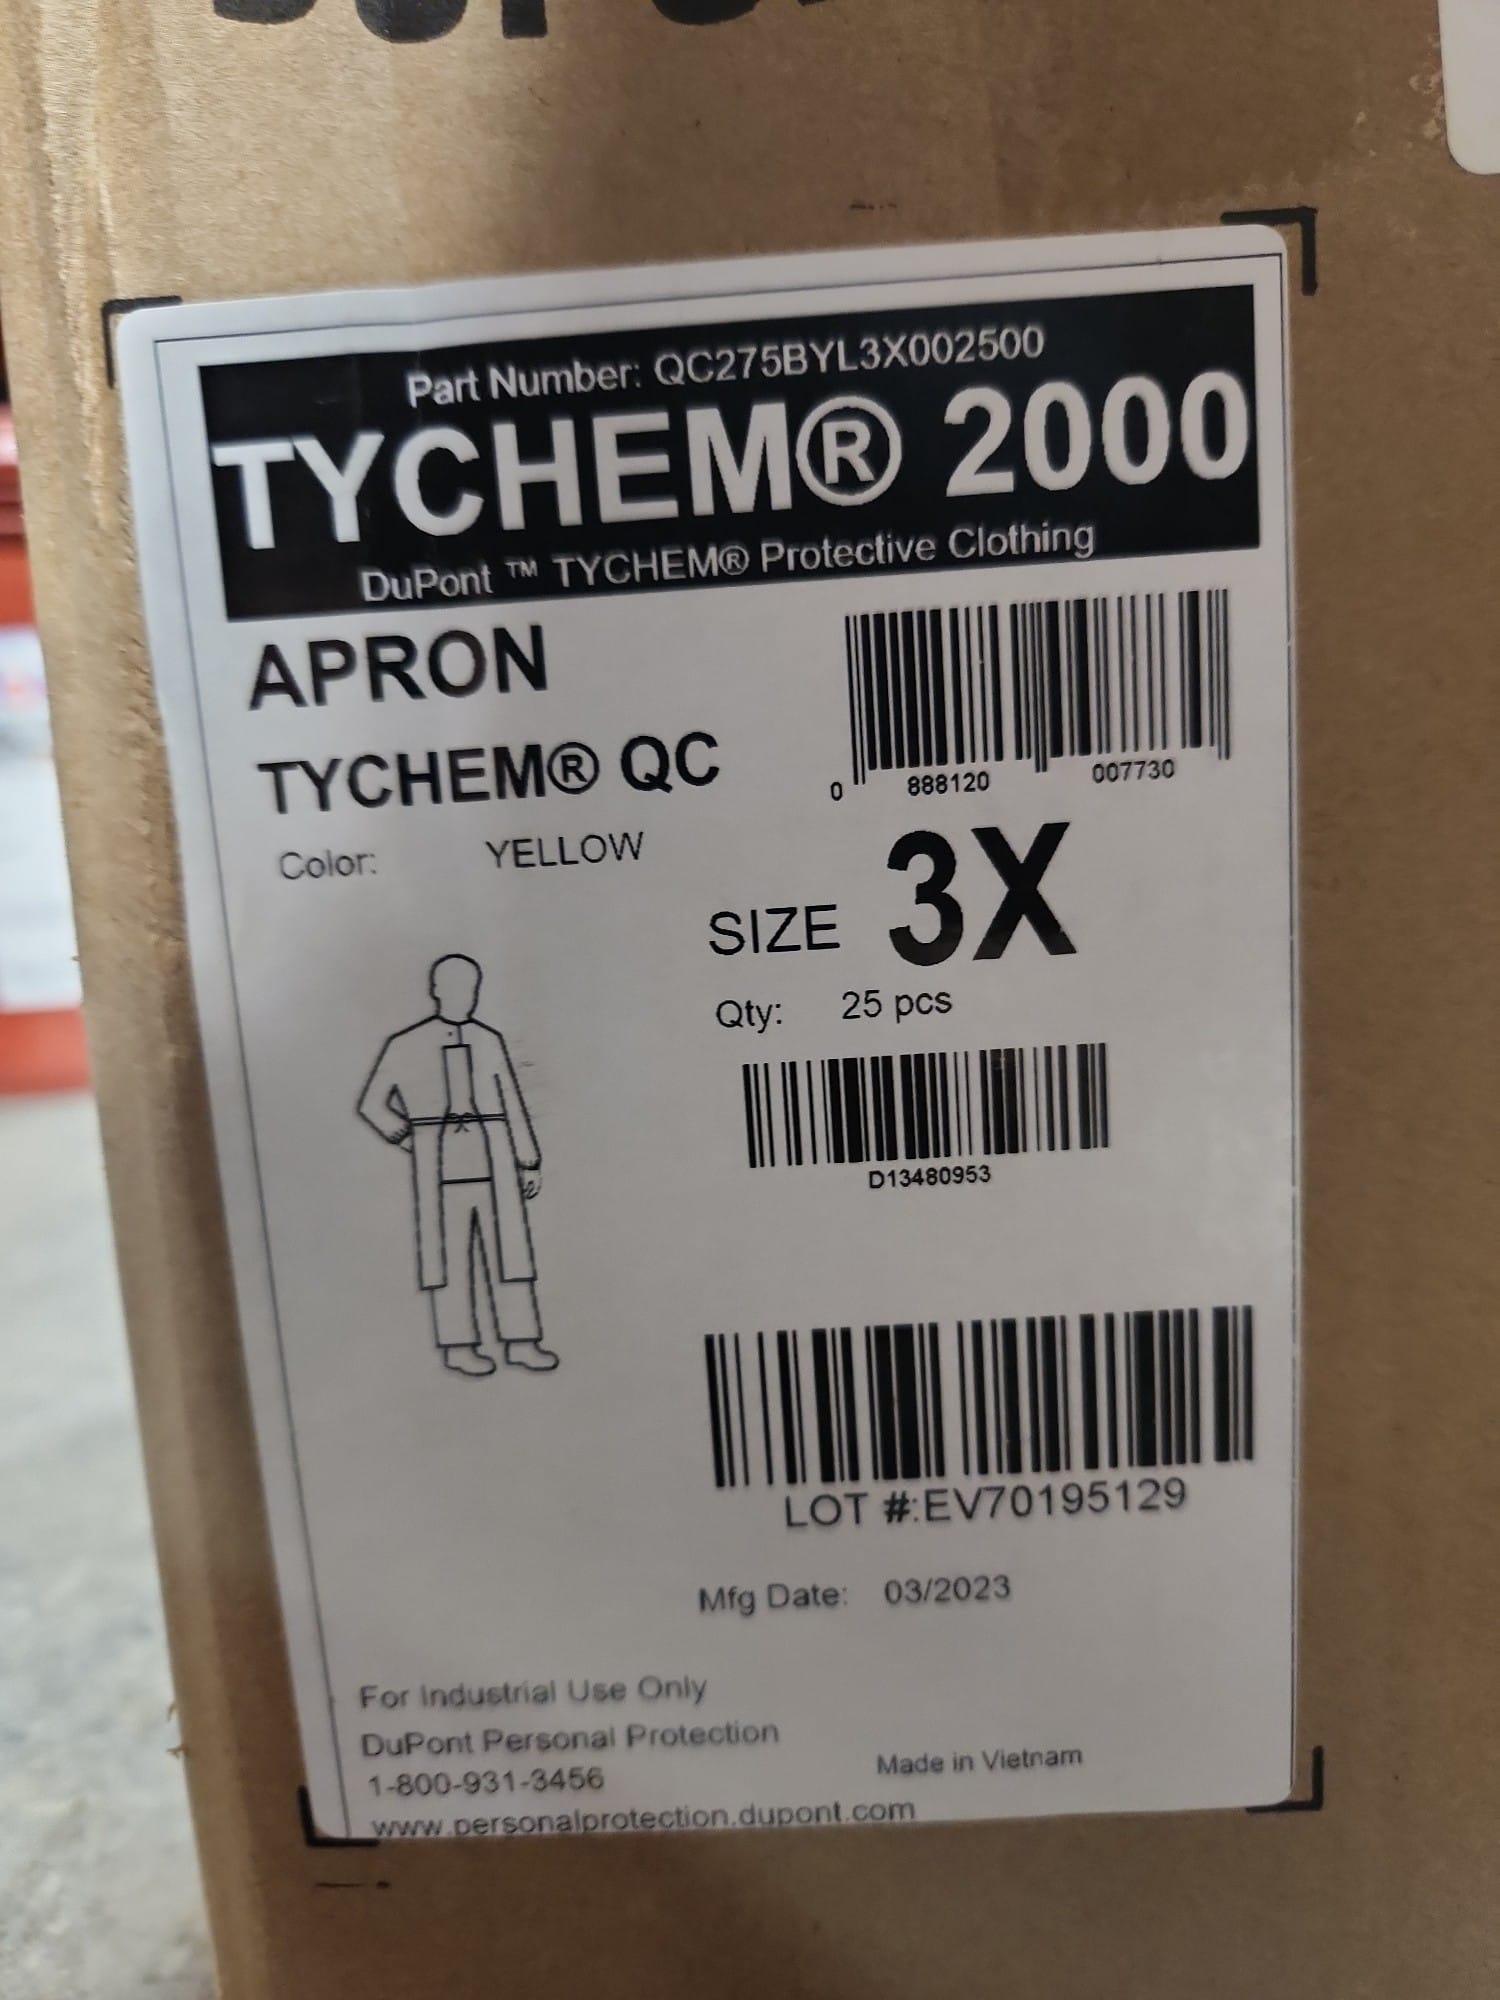 Part Number: QC275BYL3X002500
TYCHEM® 2000
DuPont ™ TYCHEM® Protective Clothing
APRON
TYCHEM® QC
Color: YELLOW
0 888120 007730
SIZE 3X
Qty: 25 pcs
D13480953
LOT #:EV70195129
Mfg Date: 03/2023
For Industrial Use Only
DuPont Personal Protection
1-800-931-3456
Made in Vietnam
www.personalprotection.dupont.com